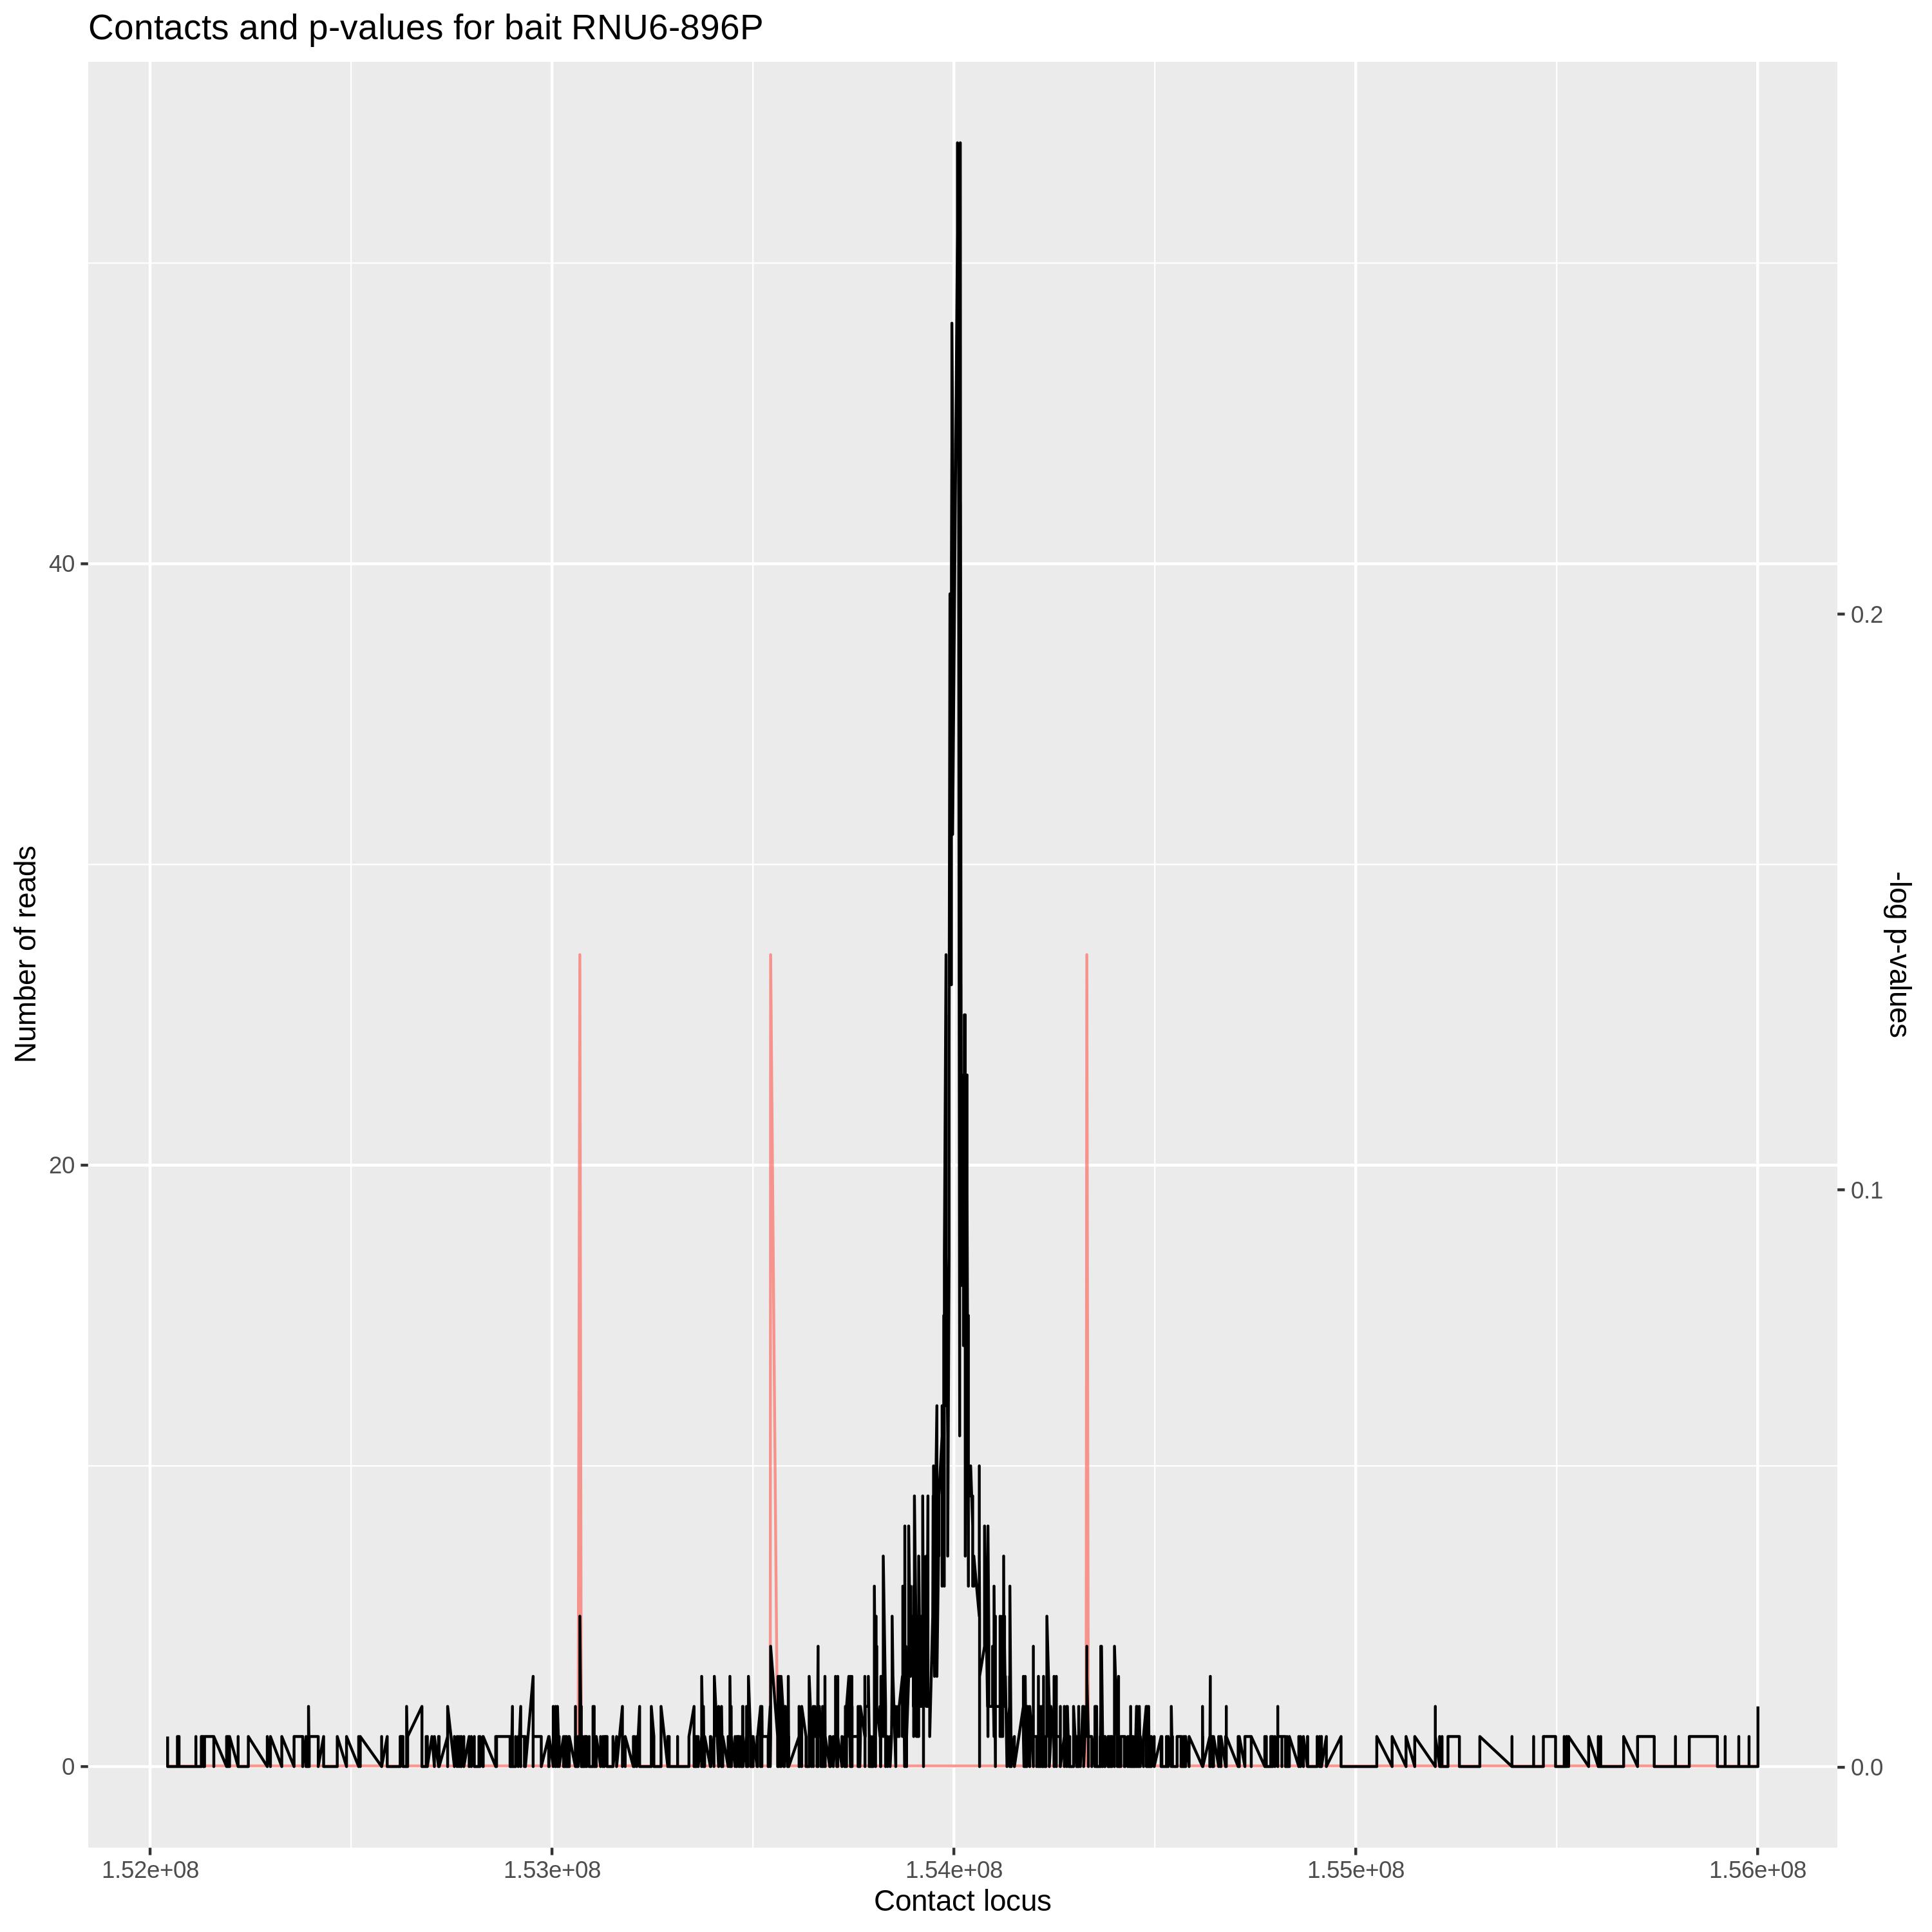 Contacts and p-values for bait RNU6-896P
40
20
0
Number of reads
0.2
0.1
0.0
-log p-values
1.52e+08
1.53e+08
1.54e+08
1.55e+08
1.56e+08
Contact locus